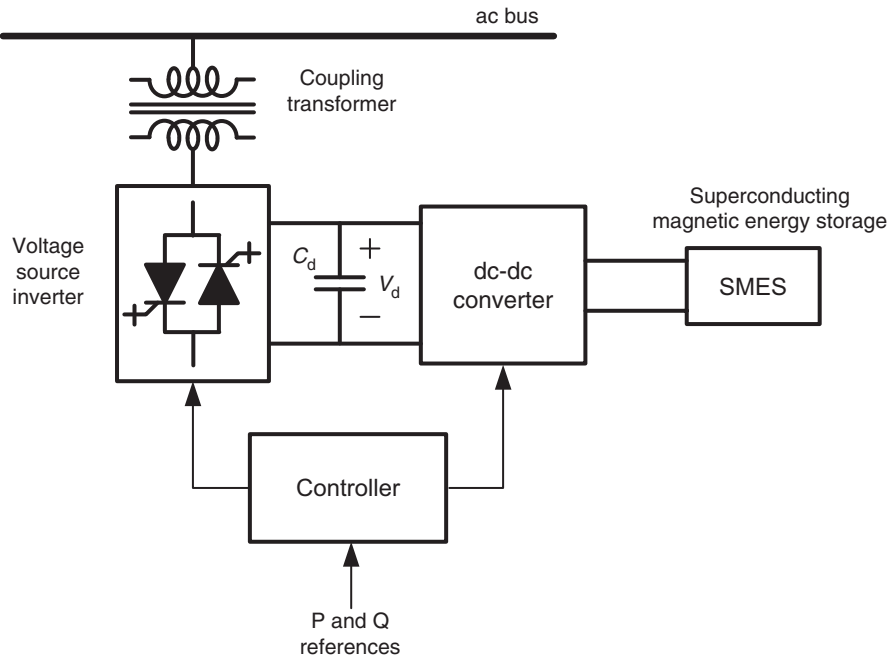 ac bus
Coupling
transformer
Superconducting
magnetic energy storage
Voltage
source
inverter
C_d
+
V_d
−
dc-dc
converter
SMES
Controller
P and Q
references